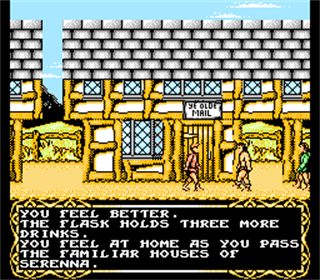 YE OLDE
MAIL
YOU FEEL BETTER.
THE FLASK HOLDS THREE MORE
DRINKS.
YOU FEEL AT HOME AS YOU PASS
THE FAMILIAR HOUSES OF
SERENNA.